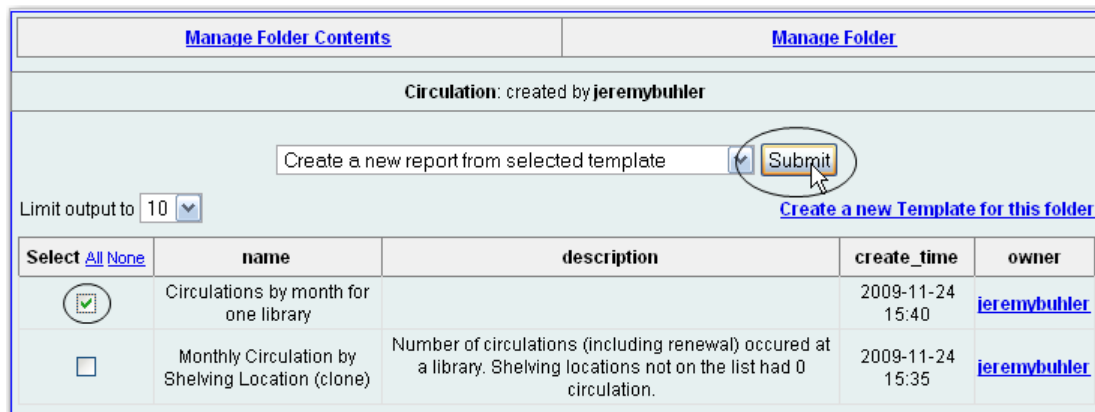 Manage Folder Contents Manage Folder
Circulation: created by jeremybuhler
Create a new report from selected template Submit
Limit output to 10
Create a new Template for this folder
Select All None name description create_time owner
Circulations by month for
one library
2009-11-24
15:40
jeremybuhler
Monthly Circulation by
Shelving Location (clone)
Number of circulations (including renewal) occured at
a library. Shelving locations not on the list had 0
circulation.
2009-11-24
15:35
jeremybuhler